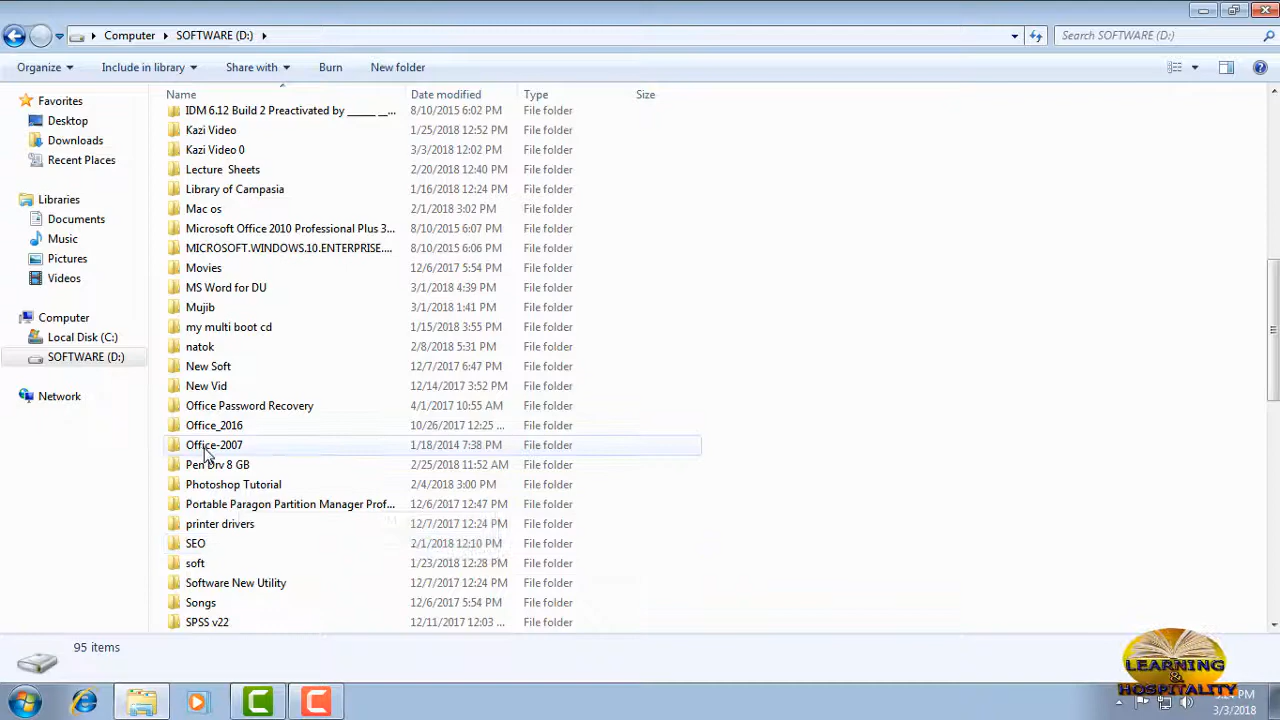 Computer SOFTWARE (D:) Search SOFTWARE (D:)
Organize Include in library Share with Burn New folder
Name Date modified Type Size
Favorites
Desktop
Downloads
Recent Places
Libraries
Documents
Music
Pictures
Videos
Computer
Local Disk (C:)
SOFTWARE (D:)
Network
IDM 6.12 Build 2 Preactivated by _____ __... 8/10/2015 6:02 PM File folder
Kazi Video 1/25/2018 12:52 PM File folder
Kazi Video 0 3/3/2018 12:02 PM File folder
Lecture Sheets 2/20/2018 12:40 PM File folder
Library of Campasia 1/16/2018 12:24 PM File folder
Mac os 2/1/2018 3:02 PM File folder
Microsoft Office 2010 Professional Plus 3... 8/10/2015 6:07 PM File folder
MICROSOFT.WINDOWS.10.ENTERPRISE.... 8/10/2015 6:06 PM File folder
Movies 12/6/2017 5:54 PM File folder
MS Word for DU 3/1/2018 4:39 PM File folder
Mujib 3/1/2018 1:41 PM File folder
my multi boot cd 1/15/2018 3:55 PM File folder
natok 2/8/2018 5:31 PM File folder
New Soft 12/7/2017 6:47 PM File folder
New Vid 12/14/2017 3:52 PM File folder
Office Password Recovery 4/1/2017 10:55 AM File folder
Office_2016 10/26/2017 12:25 ... File folder
Office-2007 1/18/2014 7:38 PM File folder
Pen Drv 8 GB 2/25/2018 11:52 AM File folder
Photoshop Tutorial 2/4/2018 3:00 PM File folder
Portable Paragon Partition Manager Prof... 12/6/2017 12:47 PM File folder
printer drivers 12/7/2017 12:24 PM File folder
SEO 2/1/2018 12:10 PM File folder
soft 1/23/2018 12:28 PM File folder
Software New Utility 12/7/2017 12:24 PM File folder
Songs 12/6/2017 5:54 PM File folder
SPSS v22 12/11/2017 12:03 ... File folder
95 items
LEARNING
&
HOSPITALITY
3/3/2018